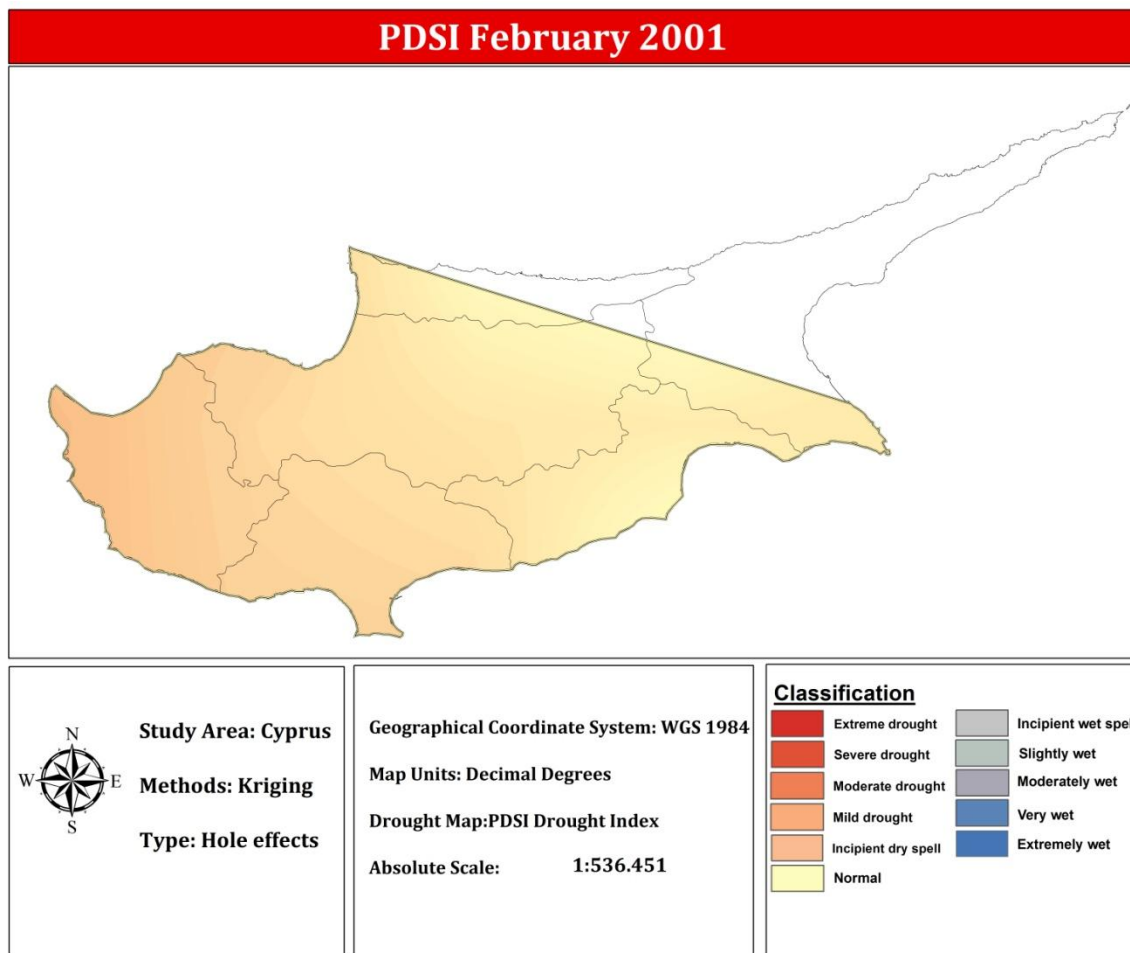 PDSI February 2001
N
W E
S
Study Area: Cyprus
Methods: Kriging
Type: Hole effects
Geographical Coordinate System: WGS 1984
Map Units: Decimal Degrees
Drought Map:PDSI Drought Index
Absolute Scale: 1:536.451
Classification
Extreme drought
Severe drought
Moderate drought
Mild drought
Incipient dry spell
Normal
Incipient wet spel
Slightly wet
Moderately wet
Very wet
Extremely wet